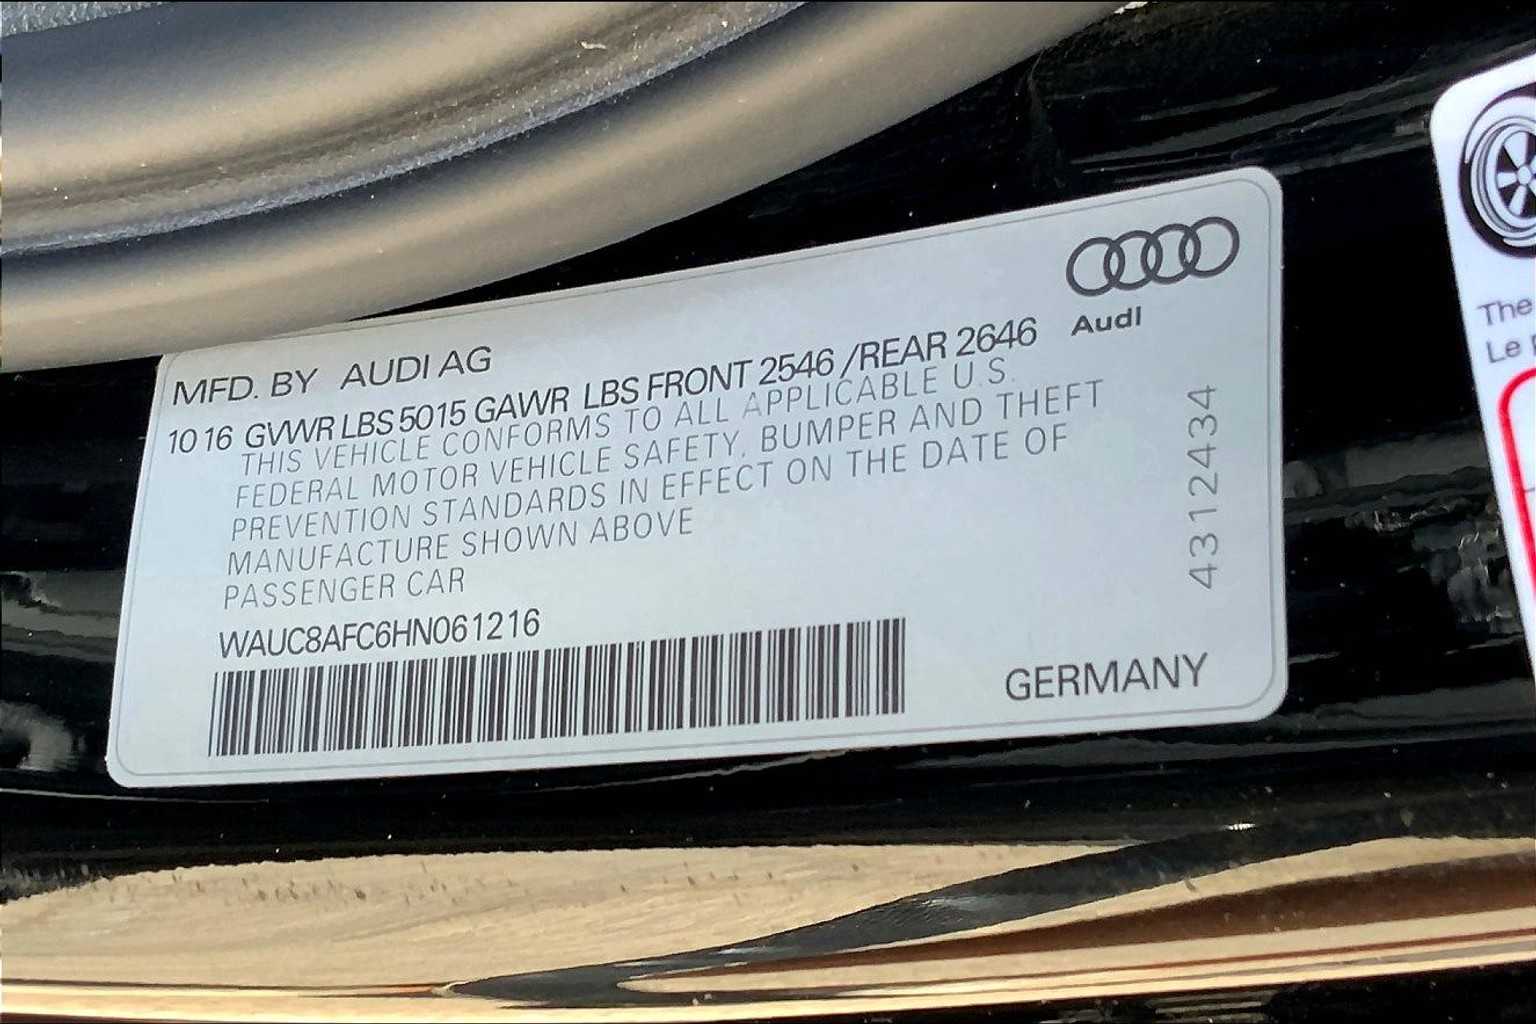 MFD. BY AUDI AG
10 16 GVWR LBS 5015 GAWR LBS FRONT 2546 /REAR 2646
THIS VEHICLE CONFORMS TO ALL APPLICABLE U.S.
FEDERAL MOTOR VEHICLE SAFETY, BUMPER AND THEFT
PREVENTION STANDARDS IN EFFECT ON THE DATE OF
MANUFACTURE SHOWN ABOVE
PASSENGER CAR
WAUC8AFC6HN061216
GERMANY
Audi
4312434
The
Le